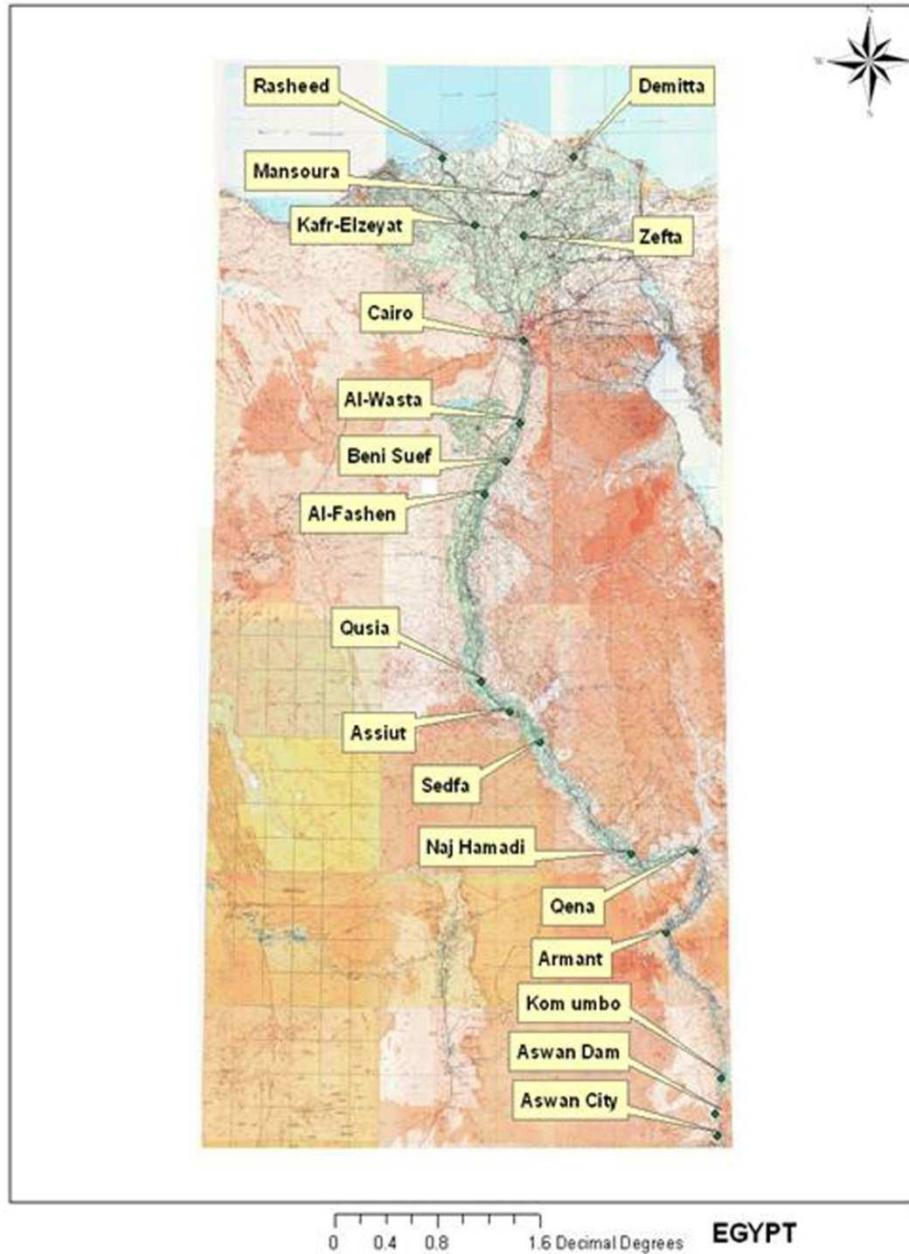 Rasheed
Demitta
Mansoura
Kafr-Elzeyat
Zefta
Cairo
Al-Wasta
Beni Suef
Al-Fashen
Qusia
Assiut
Sedfa
Naj Hamadi
Qena
Armant
Kom umbo
Aswan Dam
Aswan City
0 0.4 0.8 1.6 Decimal Degrees
EGYPT